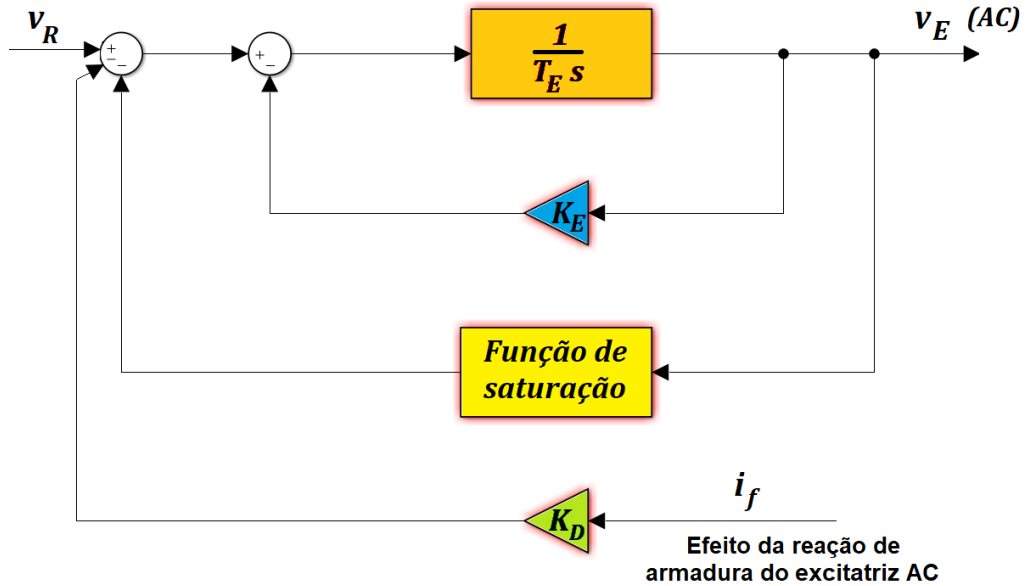 v_R
+
−
−
+
−
1
T_E s
v_E (AC)
K_E
Função de
saturação
K_D
i_f
Efeito da reação de
armadura do excitatriz AC